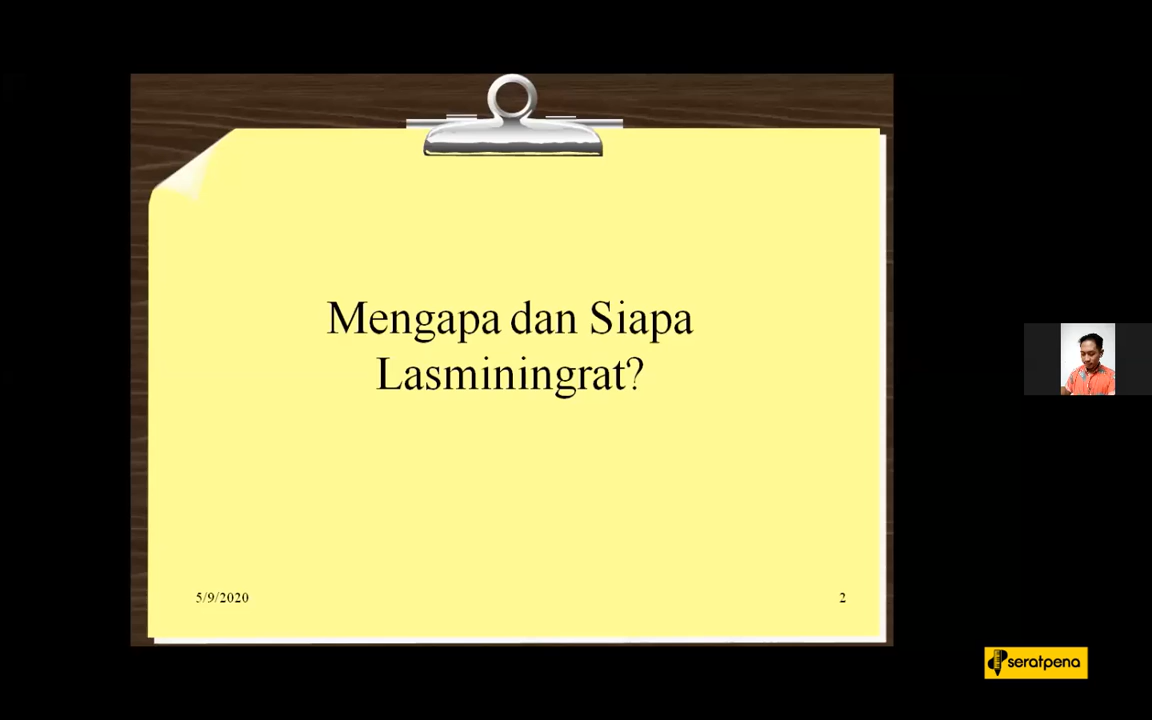 Mengapa dan Siapa
Lasminingrat?
5/9/2020
2
seratpena